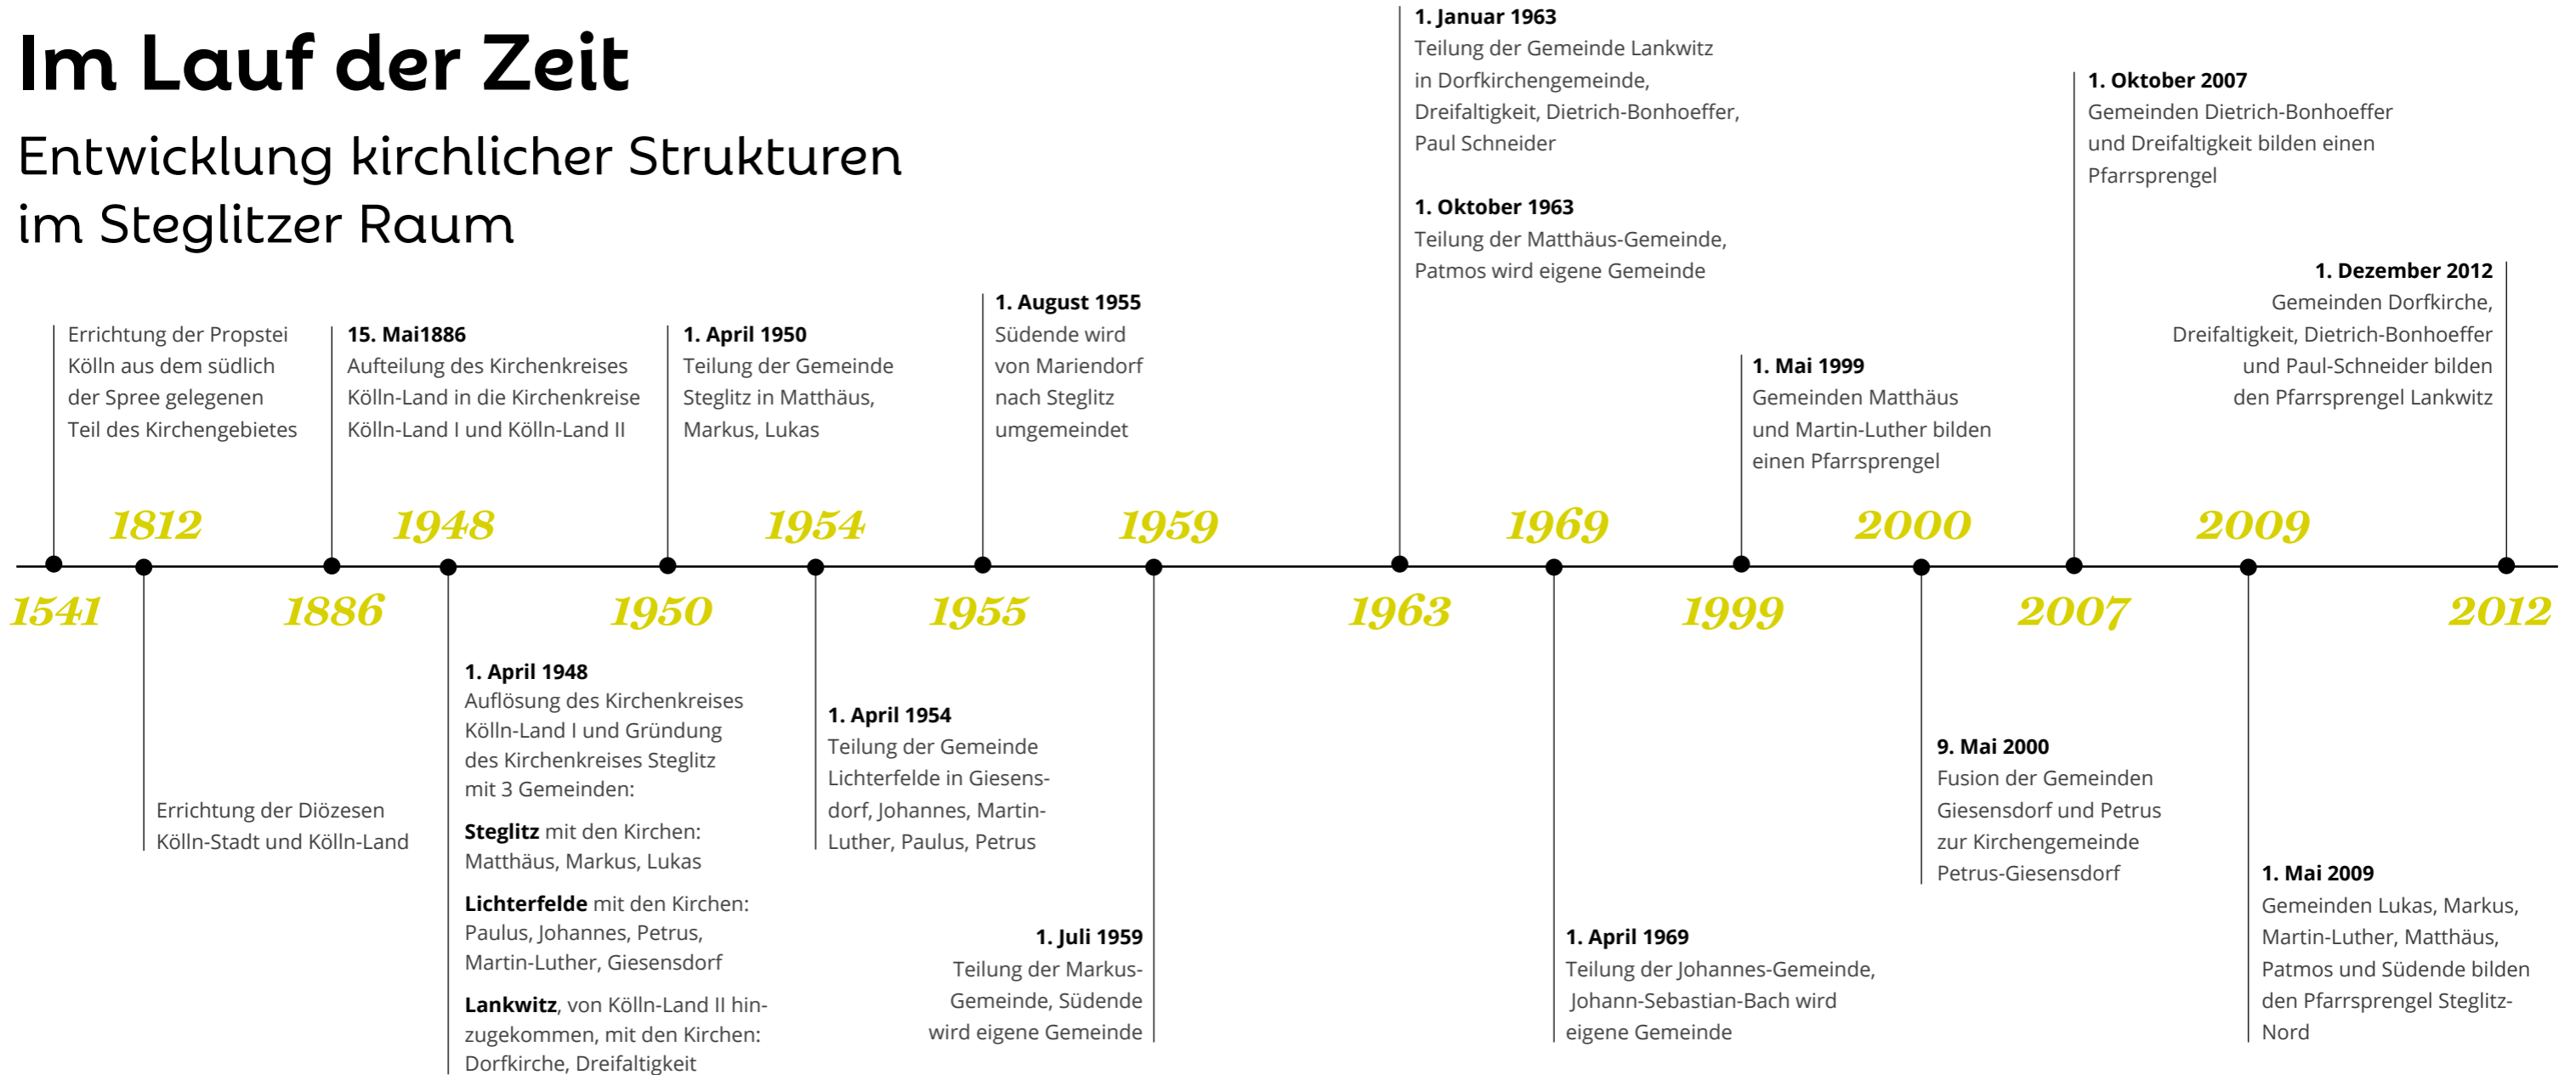 Im Lauf der Zeit
Entwicklung kirchlicher Strukturen
im Steglitzer Raum
1541
Errichtung der Propstei
Kölln aus dem südlich
der Spree gelegenen
Teil des Kirchengebietes
1812
Errichtung der Diözesen
Kölln-Stadt und Kölln-Land
1886
15. Mai1886
Aufteilung des Kirchenkreises
Kölln-Land in die Kirchenkreise
Kölln-Land I und Kölln-Land II
1948
1. April 1948
Auflösung des Kirchenkreises
Kölln-Land I und Gründung
des Kirchenkreises Steglitz
mit 3 Gemeinden:
Steglitz mit den Kirchen:
Matthäus, Markus, Lukas
Lichterfelde mit den Kirchen:
Paulus, Johannes, Petrus,
Martin-Luther, Giesensdorf
Lankwitz, von Kölln-Land II hin-
zugekommen, mit den Kirchen:
Dorfkirche, Dreifaltigkeit
1950
1. April 1950
Teilung der Gemeinde
Steglitz in Matthäus,
Markus, Lukas
1954
1. April 1954
Teilung der Gemeinde
Lichterfelde in Giesens-
dorf, Johannes, Martin-
Luther, Paulus, Petrus
1955
1. August 1955
Südende wird
von Mariendorf
nach Steglitz
umgemeindet
1959
1. Juli 1959
Teilung der Markus-
Gemeinde, Südende
wird eigene Gemeinde
1963
1. Januar 1963
Teilung der Gemeinde Lankwitz
in Dorfkirchengemeinde,
Dreifaltigkeit, Dietrich-Bonhoeffer,
Paul Schneider
1. Oktober 1963
Teilung der Matthäus-Gemeinde,
Patmos wird eigene Gemeinde
1969
1. April 1969
Teilung der Johannes-Gemeinde,
Johann-Sebastian-Bach wird
eigene Gemeinde
1999
1. Mai 1999
Gemeinden Matthäus
und Martin-Luther bilden
einen Pfarrsprengel
2000
9. Mai 2000
Fusion der Gemeinden
Giesensdorf und Petrus
zur Kirchengemeinde
Petrus-Giesensdorf
2007
1. Oktober 2007
Gemeinden Dietrich-Bonhoeffer
und Dreifaltigkeit bilden einen
Pfarrsprengel
2009
1. Mai 2009
Gemeinden Lukas, Markus,
Martin-Luther, Matthäus,
Patmos und Südende bilden
den Pfarrsprengel Steglitz-
Nord
2012
1. Dezember 2012
Gemeinden Dorfkirche,
Dreifaltigkeit, Dietrich-Bonhoeffer
und Paul-Schneider bilden
den Pfarrsprengel Lankwitz